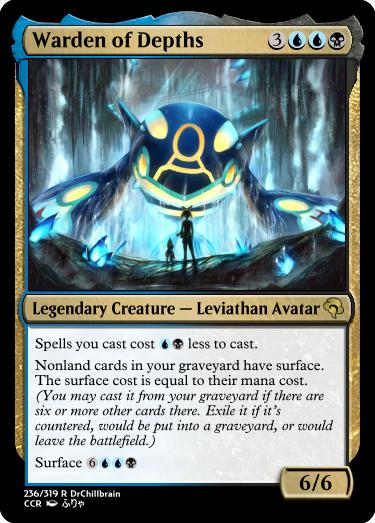 Warden of Depths 3
Legendary Creature — Leviathan Avatar
Spells you cast cost less to cast.
Nonland cards in your graveyard have surface.
The surface cost is equal to their mana cost.
(You may cast it from your graveyard if there are
six or more other cards there. Exile it if it's
countered, would be put into a graveyard, or would
leave the battlefield.)
Surface 6
6/6
236/319 R DrChillbrain
CCR ふりゃ